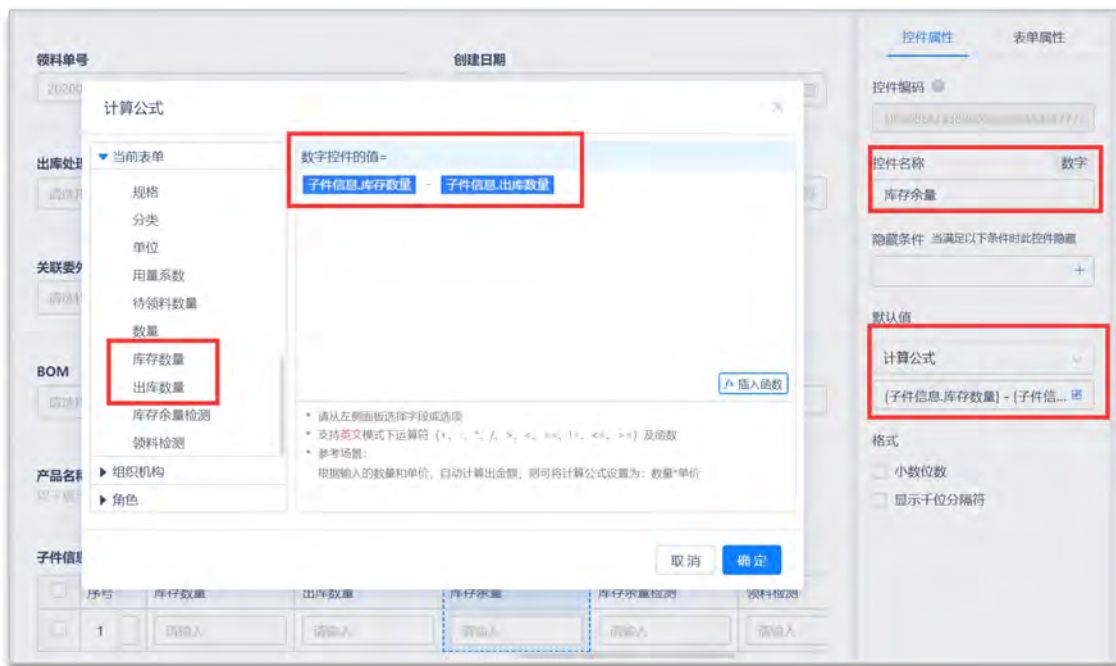 控件属性 表单属性
领料单号 创建日期
控件编码
计算公式
当前表单
规格
分类
单位
用量系数
待领料数量
数量
库存数量
出库数量
库存余量检测
领料检测
组织机构
角色
数字控件的值=
子件信息.库存数量 - 子件信息.出库数量
插入函数
* 请从左侧面板选择字段或选项
* 支持英文模式下运算符 (+, -, *, /, >, <, ==, !=, <=, >=) 及函数
* 参考场景:
根据输入的数量和单价,自动计算出金额,则可将计算公式设置为:数量*单价
取消 确定
控件名称 数字
库存余量
隐藏条件 当满足以下条件时此控件隐藏
默认值
计算公式
{子件信息.库存数量} - {子件信...
格式
小数位数
显示千位分隔符
出库处理
关联委外
BOM
产品名称
子件信息
序号 库存数量 出库数量 库存余量 库存余量检测 领料检测
1 请输入 请输入 请输入 请输入 请输入